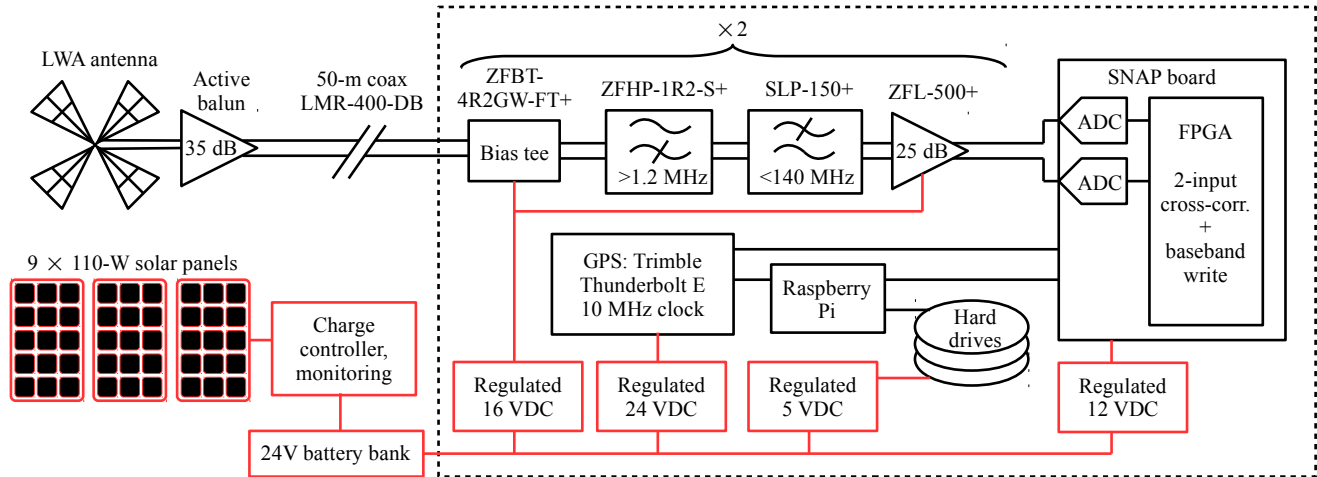 × 2
LWA antenna
Active
balun
35 dB
50-m coax
LMR-400-DB
ZFBT-
4R2GW-FT+
Bias tee
ZFHP-1R2-S+
>1.2 MHz
SLP-150+
<140 MHz
ZFL-500+
25 dB
SNAP board
ADC
ADC
FPGA
2-input
cross-corr.
+
baseband
write
9 × 110-W solar panels
Charge
controller,
monitoring
24V battery bank
GPS: Trimble
Thunderbolt E
10 MHz clock
Raspberry
Pi
Hard
drives
Regulated
16 VDC
Regulated
24 VDC
Regulated
5 VDC
Regulated
12 VDC